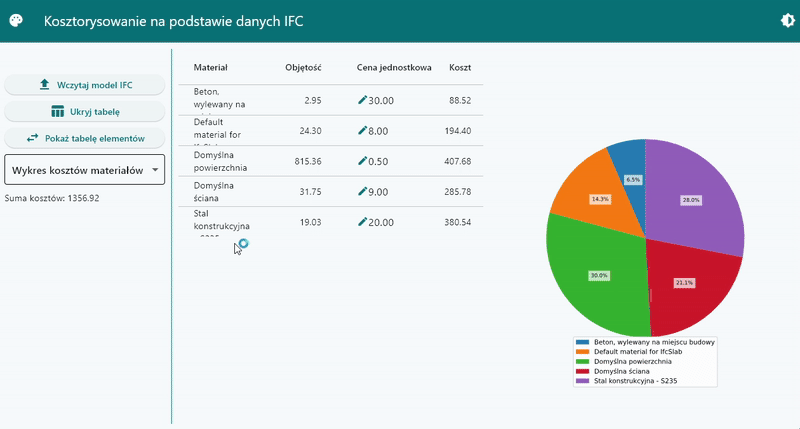 Kosztorysowanie na podstawie danych IFC
Wczytaj model IFC
Ukryj tabelę
Pokaż tabelę elementów
Wykres kosztów materiałów
Suma kosztów: 1356.92
Materiał Objętość Cena jednostkowa Koszt
Beton,
wylewany na
2.95 30.00 88.52
Default
material for
24.30 8.00 194.40
Domyślna
powierzchnia
815.36 0.50 407.68
Domyślna
ściana
31.75 9.00 285.78
Stal
konstrukcyjna
19.03 20.00 380.54
6.5%
28.0%
14.3%
30.0%
21.1%
Beton, wylewany na miejscu budowy
Default material for IfcSlab
Domyślna powierzchnia
Domyślna ściana
Stal konstrukcyjna - S235